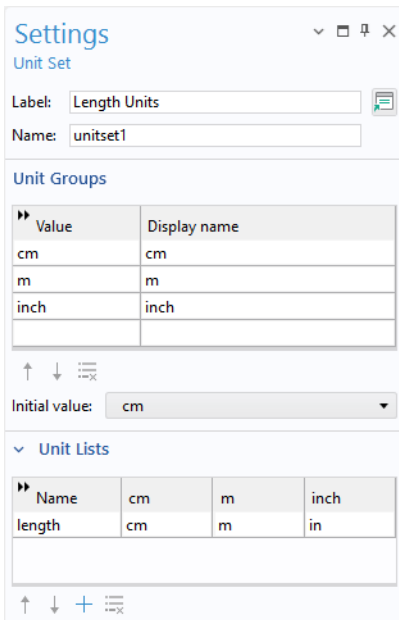 Settings
Unit Set
Label: Length Units
Name: unitset1
Unit Groups
Value Display name
cm cm
m m
inch inch
Initial value: cm
Unit Lists
Name cm m inch
length cm m in